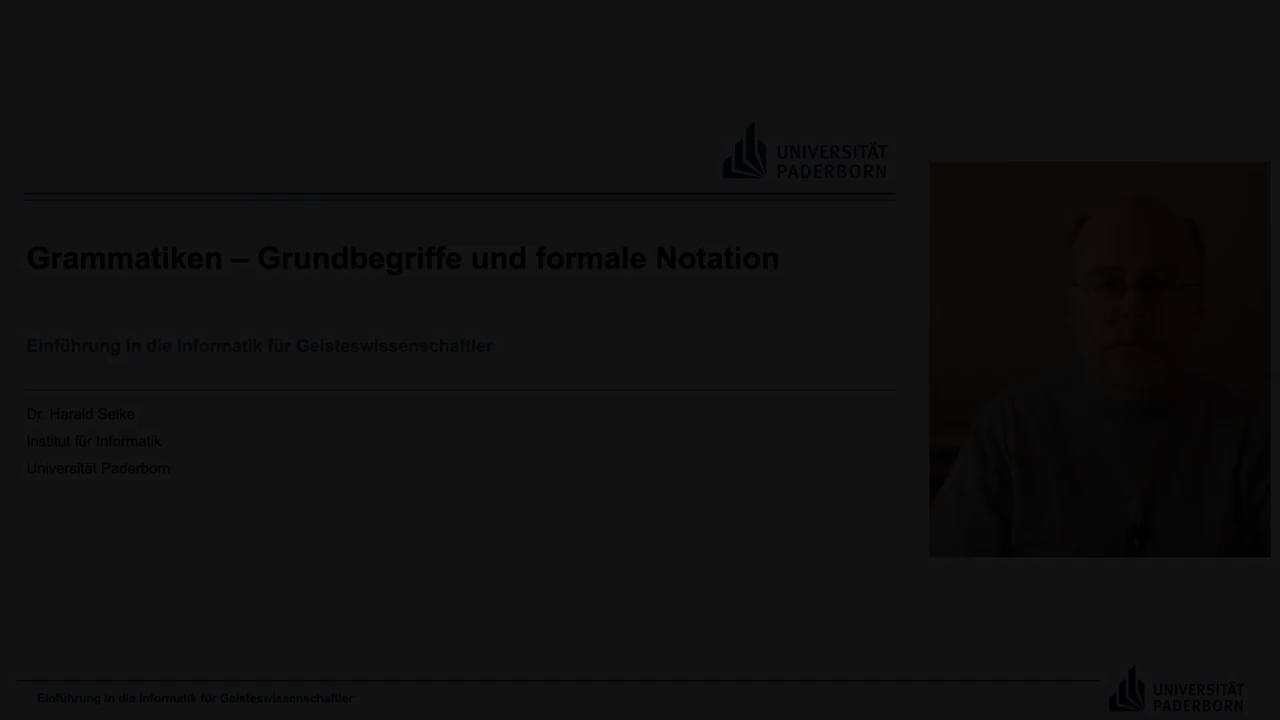 UNIVERSITÄT
PADERBORN
Grammatiken – Grundbegriffe und formale Notation
Einführung in die Informatik für Geisteswissenschaftler
Dr. Harald Selke
Institut für Informatik
Universität Paderborn
Einführung in die Informatik für Geisteswissenschaftler
UNIVERSITÄT
PADERBORN